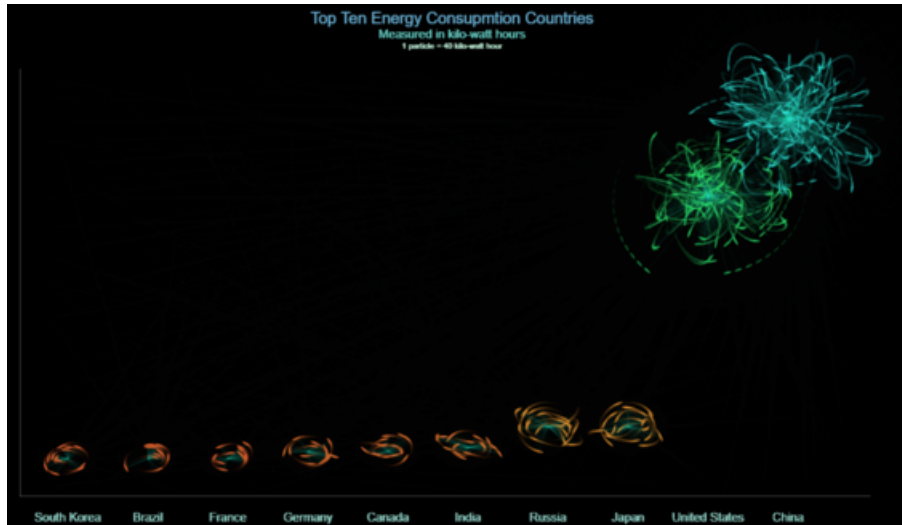 Top Ten Energy Consupmtion Countries
Measured in kilo-watt hours
1 particle = 40 kilo-watt hour
South Korea Brazil France Germany Canada India Russia Japan United States China